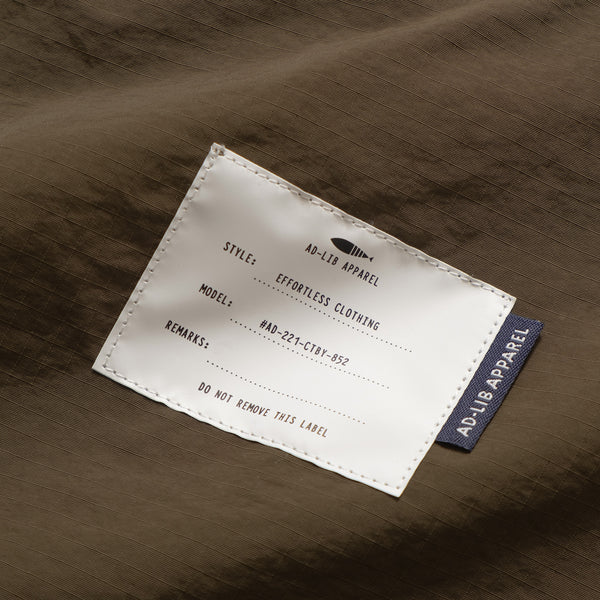 AD-LIB APPAREL
STYLE: EFFORTLESS CLOTHING
MODEL: #AD-221-CTBY-852
REMARKS:
DO NOT REMOVE THIS LABEL
AD-LIB APPAREL